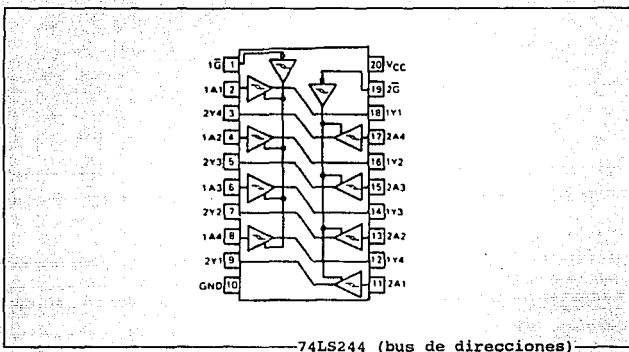 1G̅ 1 20 VCC
1A1 2 19 2G̅
2Y4 3 18 1Y1
1A2 4 17 2A4
2Y3 5 16 1Y2
1A3 6 15 2A3
2Y2 7 14 1Y3
1A4 8 13 2A2
2Y1 9 12 1Y4
GND 10 11 2A1
74LS244 (bus de direcciones)